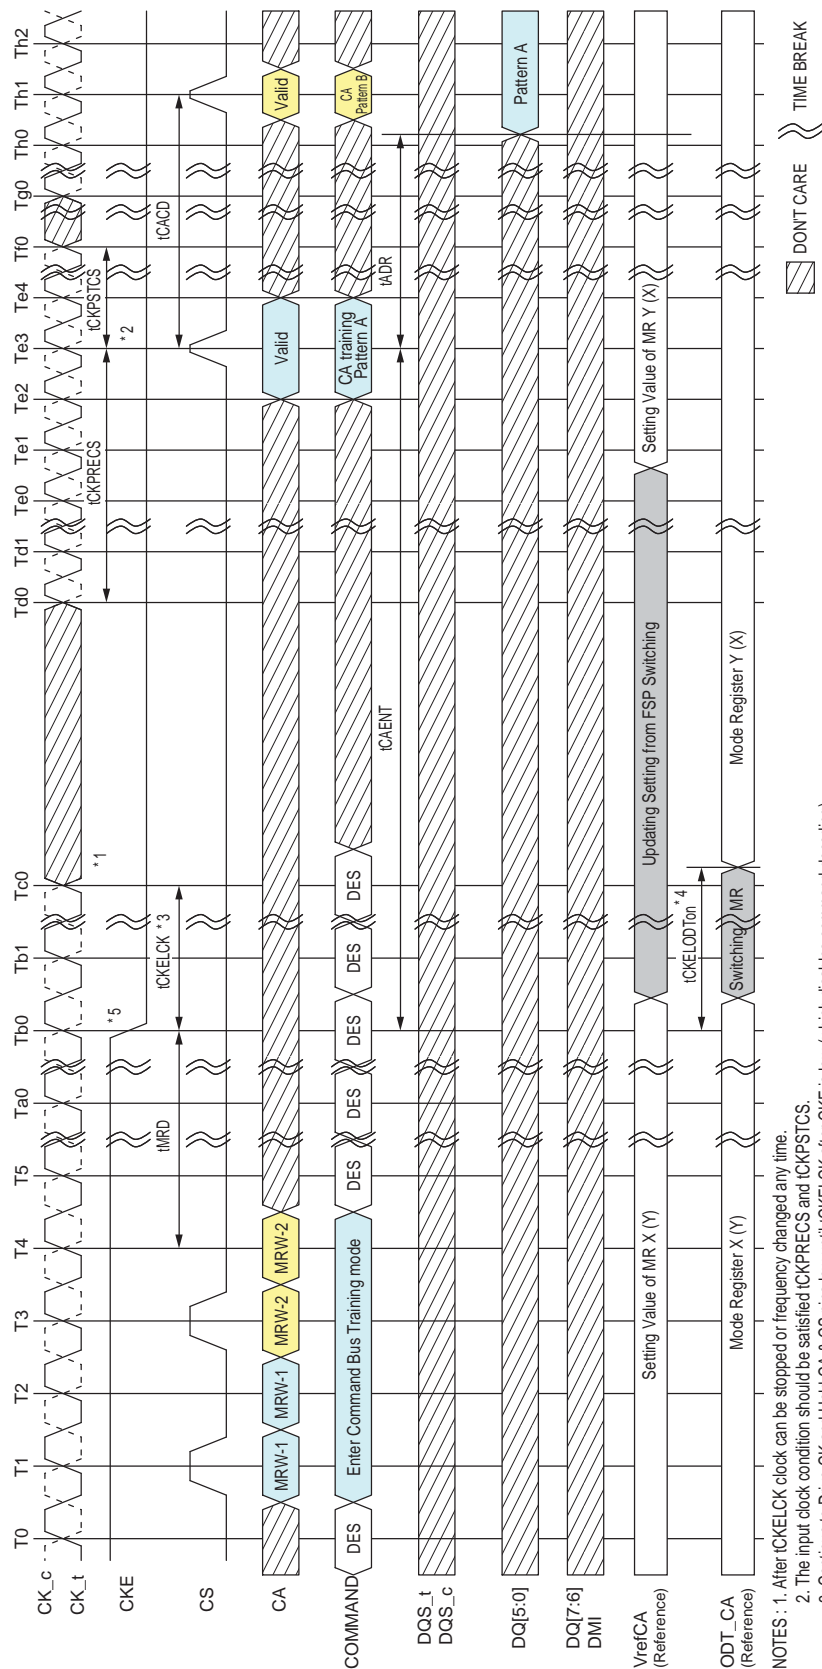 T0 T1 T2 T3 T4 T5 Ta0 Tb0 Tb1 Tc0 Td0 Td1 Te0 Te1 Te2 Te3 Te4 Tf0 Tg0 Th0 Th1 Th2
CK_c
CK_t
*1
tCKPRECS
tCKPSTCS
*2
CKE
*5
tMRD
tCKELCK *3
CS
tCACD
CA
MRW-1 MRW-1 MRW-2 MRW-2 Valid Valid
COMMAND
DES Enter Command Bus Training mode DES DES DES DES DES
CA training
Pattern A
CA
Pattern B
tCAENT
tADR
DQS_t
DQS_c
DQ[5:0]
Pattern A
DQ[7:6]
DMI
VrefCA
(Reference)
Setting Value of MR X (Y) Updating Setting from FSP Switching Setting Value of MR Y (X)
tCKELODTon *4
ODT_CA
(Reference)
Mode Register X (Y) Switching MR Mode Register Y (X)
NOTES : 1. After tCKELCK clock can be stopped or frequency changed any time.
2. The input clock condition should be satisfied tCKPRECS and tCKPSTCS.
DON'T CARE
TIME BREAK